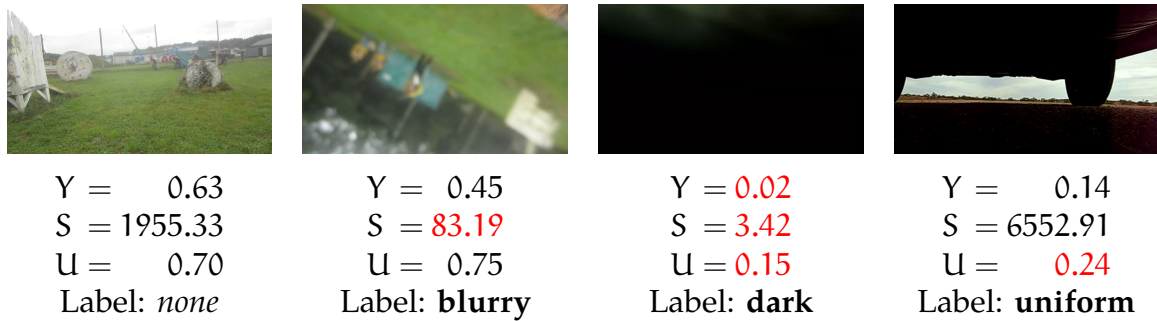 Y = 0.63
S = 1955.33
U = 0.70
Label: none
Y = 0.45
S = 83.19
U = 0.75
Label: blurry
Y = 0.02
S = 3.42
U = 0.15
Label: dark
Y = 0.14
S = 6552.91
U = 0.24
Label: uniform